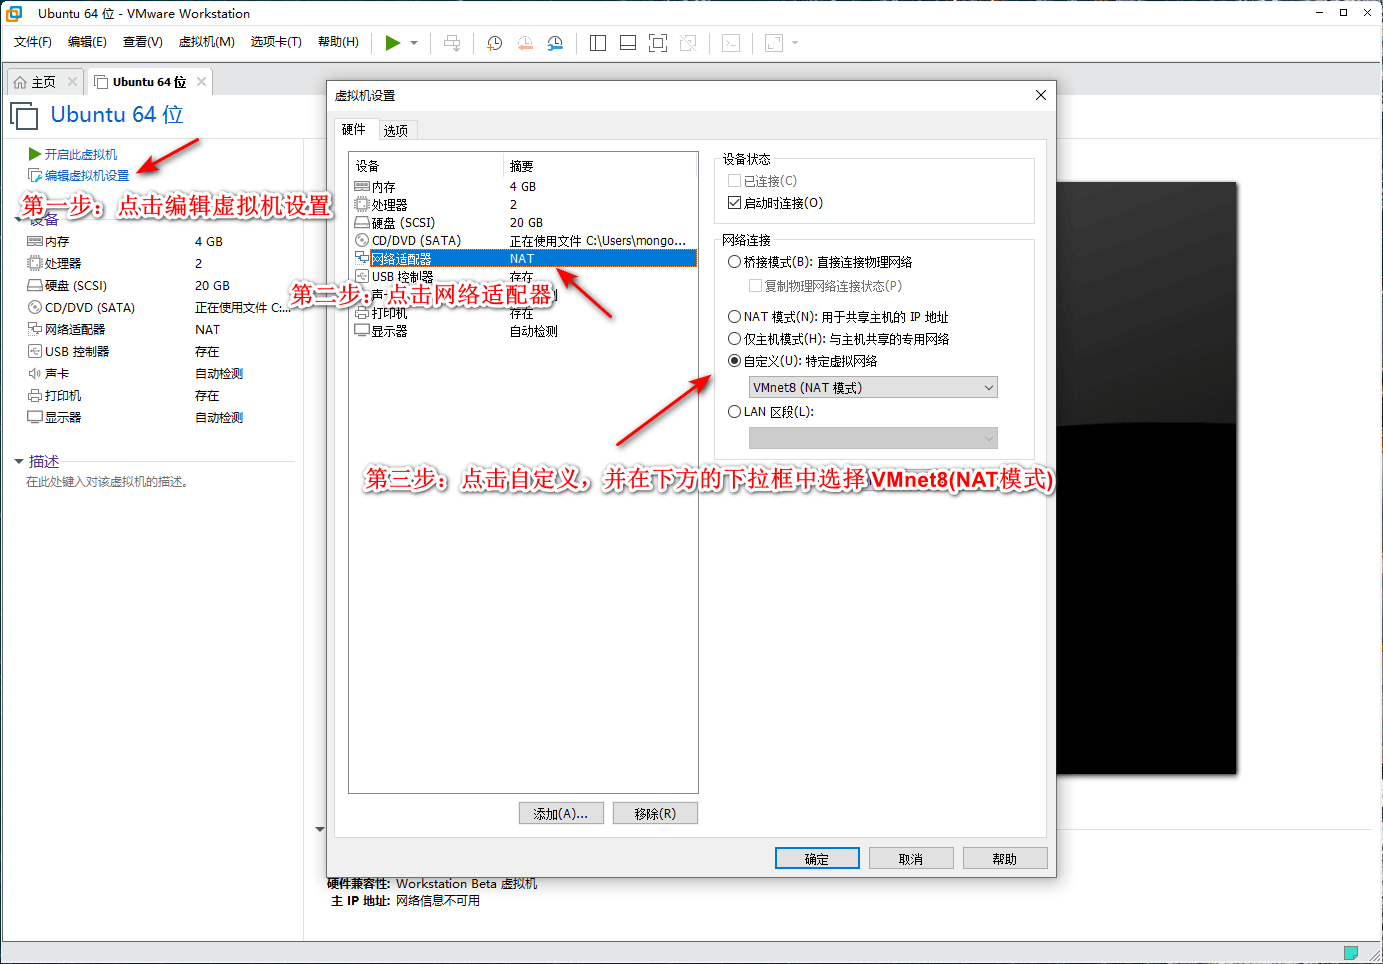 Ubuntu 64 位 - VMware Workstation
文件(F) 编辑(E) 查看(V) 虚拟机(M) 选项卡(T) 帮助(H)
主页 Ubuntu 64 位
Ubuntu 64 位
开启此虚拟机
编辑虚拟机设置
第一步：点击编辑虚拟机设置
设备
内存 4 GB
处理器 2
硬盘 (SCSI) 20 GB
CD/DVD (SATA) 正在使用文件 C:...
网络适配器 NAT
USB 控制器 存在
声卡 自动检测
打印机 存在
显示器 自动检测
描述
在此处键入对该虚拟机的描述。
虚拟机设置
硬件 选项
设备 摘要
内存 4 GB
处理器 2
硬盘 (SCSI) 20 GB
CD/DVD (SATA) 正在使用文件 C:\Users\mongo...
网络适配器 NAT
USB 控制器 存在
第二步：点击网络适配器
打印机 存在
显示器 自动检测
添加(A)... 移除(R)
设备状态
已连接(C)
启动时连接(O)
网络连接
桥接模式(B): 直接连接物理网络
复制物理网络连接状态(P)
NAT 模式(N): 用于共享主机的 IP 地址
仅主机模式(H): 与主机共享的专用网络
自定义(U): 特定虚拟网络
VMnet8 (NAT 模式)
LAN 区段(L):
第三步：点击自定义，并在下方的下拉框中选择 VMnet8(NAT模式)
确定 取消 帮助
硬件兼容性: Workstation Beta 虚拟机
主 IP 地址: 网络信息不可用